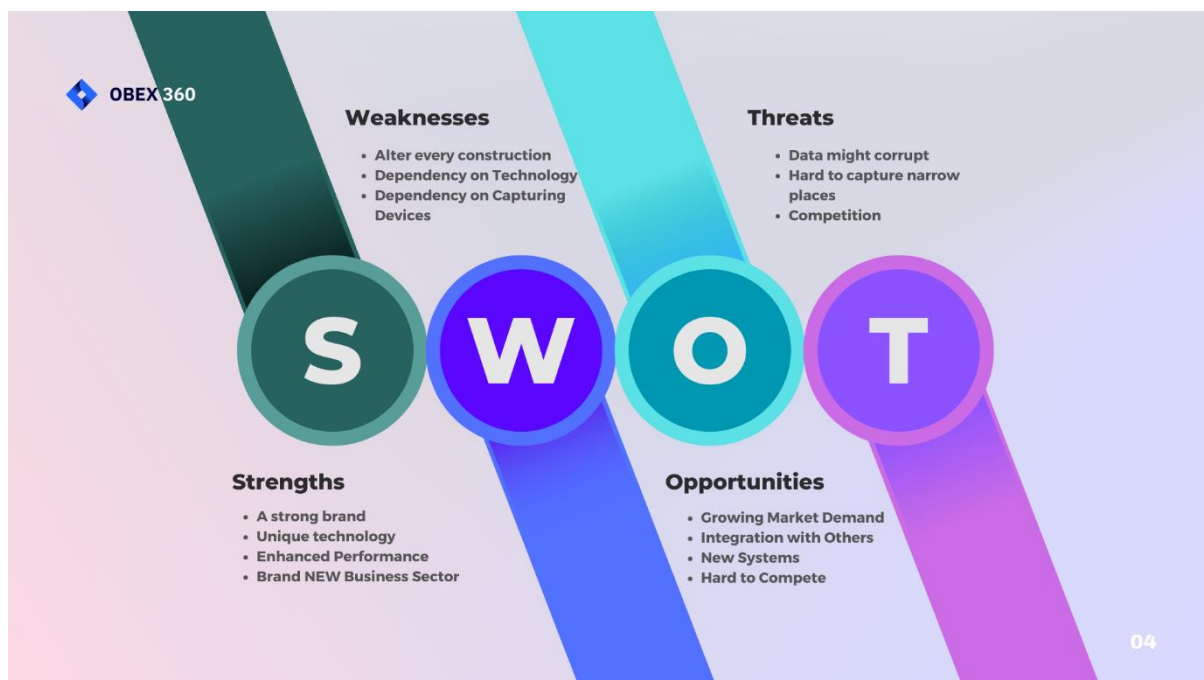 OBEX 360
Weaknesses
• Alter every construction
• Dependency on Technology
• Dependency on Capturing
Devices
Threats
• Data might corrupt
• Hard to capture narrow
places
• Competition
S W O T
Strengths
• A strong brand
• Unique technology
• Enhanced Performance
• Brand NEW Business Sector
Opportunities
• Growing Market Demand
• Integration with Others
• New Systems
• Hard to Compete
04